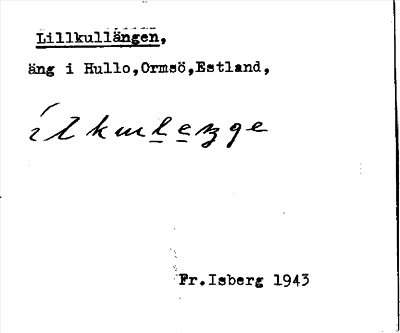 Lillkullängen,
äng i Hullo,Ormsö,Estland,
Fr.Isberg 1943